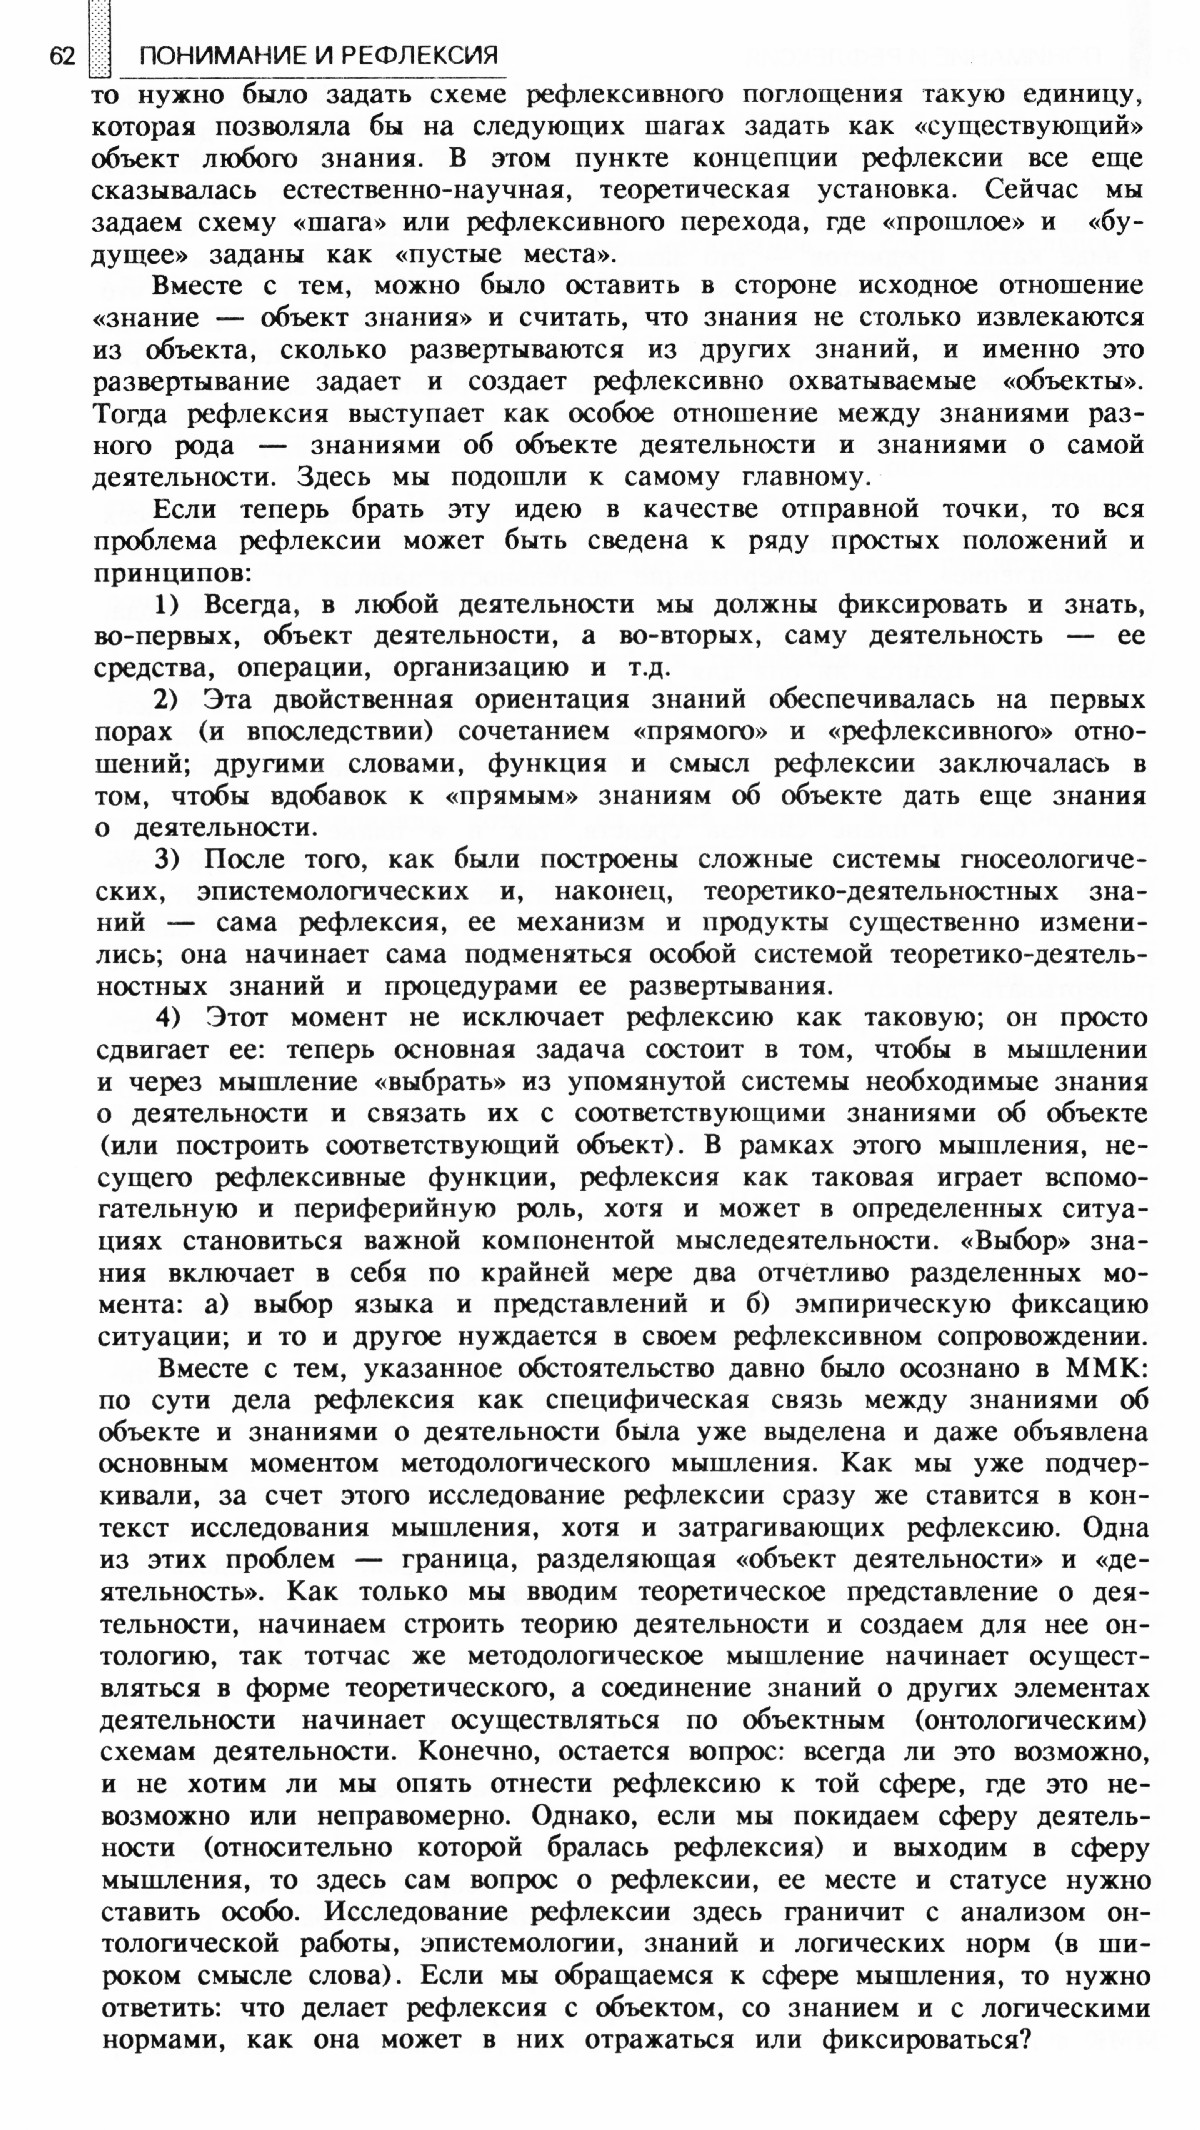 62 ПОНИМАНИЕ И РЕФЛЕКСИЯ
то нужно было задать схеме рефлексивного поглощения такую единицу,
которая позволяла бы на следующих шагах задать как «существующий»
объект любого знания. В этом пункте концепции рефлексии все еще
сказывалась естественно-научная, теоретическая установка. Сейчас мы
задаем схему «шага» или рефлексивного перехода, где «прошлое» и «бу-
дущее» заданы как «пустые места».
Вместе с тем, можно было оставить в стороне исходное отношение
«знание — объект знания» и считать, что знания не столько извлекаются
из объекта, сколько развертываются из других знаний, и именно это
развертывание задает и создает рефлексивно охватываемые «объекты».
Тогда рефлексия выступает как особое отношение между знаниями раз-
ного рода — знаниями об объекте деятельности и знаниями о самой
деятельности. Здесь мы подошли к самому главному.
Если теперь брать эту идею в качестве отправной точки, то вся
проблема рефлексии может быть сведена к ряду простых положений и
принципов:
1) Всегда, в любой деятельности мы должны фиксировать и знать,
во-первых, объект деятельности, а во-вторых, саму деятельность — ее
средства, операции, организацию и т.д.
2) Эта двойственная ориентация знаний обеспечивалась на первых
порах (и впоследствии) сочетанием «прямого» и «рефлексивного» отно-
шений; другими словами, функция и смысл рефлексии заключалась в
том, чтобы вдобавок к «прямым» знаниям об объекте дать еще знания
о деятельности.
3) После того, как были построены сложные системы гносеологиче-
ских, эпистемологических и, наконец, теоретико-деятельностных зна-
ний — сама рефлексия, ее механизм и продукты существенно измени-
лись; она начинает сама подменяться особой системой теоретико-деятель-
ностных знаний и процедурами ее развертывания.
4) Этот момент не исключает рефлексию как таковую; он просто
сдвигает ее: теперь основная задача состоит в том, чтобы в мышлении
и через мышление «выбрать» из упомянутой системы необходимые знания
о деятельности и связать их с соответствующими знаниями об объекте
(или построить соответствующий объект). В рамках этого мышления, не-
сущего рефлексивные функции, рефлексия как таковая играет вспомо-
гательную и периферийную роль, хотя и может в определенных ситуа-
циях становиться важной компонентой мыследеятельности. «Выбор» зна-
ния включает в себя по крайней мере два отчетливо разделенных мо-
мента: а) выбор языка и представлений и б) эмпирическую фиксацию
ситуации; и то и другое нуждается в своем рефлексивном сопровождении.
Вместе с тем, указанное обстоятельство давно было осознано в ММК:
по сути дела рефлексия как специфическая связь между знаниями об
объекте и знаниями о деятельности была уже выделена и даже объявлена
основным моментом методологического мышления. Как мы уже подчер-
кивали, за счет этого исследование рефлексии сразу же ставится в кон-
текст исследования мышления, хотя и затрагивающих рефлексию. Одна
из этих проблем — граница, разделяющая «объект деятельности» и «де-
ятельность». Как только мы вводим теоретическое представление о дея-
тельности, начинаем строить теорию деятельности и создаем для нее он-
тологию, так тотчас же методологическое мышление начинает осущест-
вляться в форме теоретического, а соединение знаний о других элементах
деятельности начинает осуществляться по объектным (онтологическим)
схемам деятельности. Конечно, остается вопрос: всегда ли это возможно,
и не хотим ли мы опять отнести рефлексию к той сфере, где это не-
возможно или неправомерно. Однако, если мы покидаем сферу деятель-
ности (относительно которой бралась рефлексия) и выходим в сферу
мышления, то здесь сам вопрос о рефлексии, ее месте и статусе нужно
ставить особо. Исследование рефлексии здесь граничит с анализом он-
тологической работы, эпистемологии, знаний и логических норм (в ши-
роком смысле слова). Если мы обращаемся к сфере мышления, то нужно
ответить: что делает рефлексия с объектом, со знанием и с логическими
нормами, как она может в них отражаться или фиксироваться?